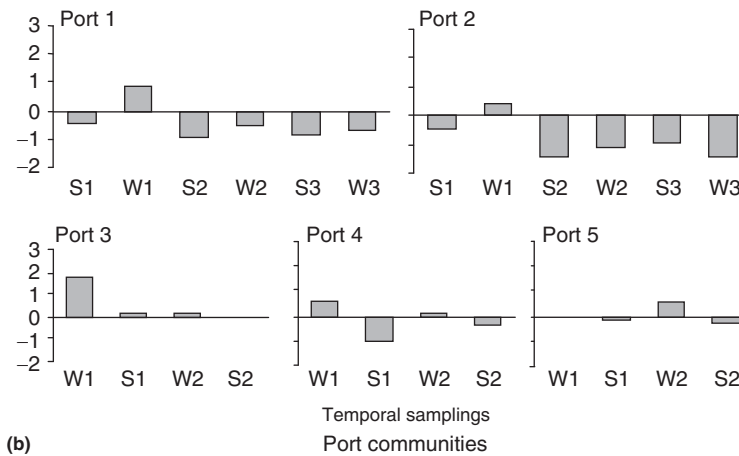 Port 1
Port 2
3
2
1
0
−1
−2
S1 W1 S2 W2 S3 W3
S1 W1 S2 W2 S3 W3
Port 3
Port 4
Port 5
3
2
1
0
−1
−2
W1 S1 W2 S2
W1 S1 W2 S2
W1 S1 W2 S2
Temporal samplings
(b) Port communities